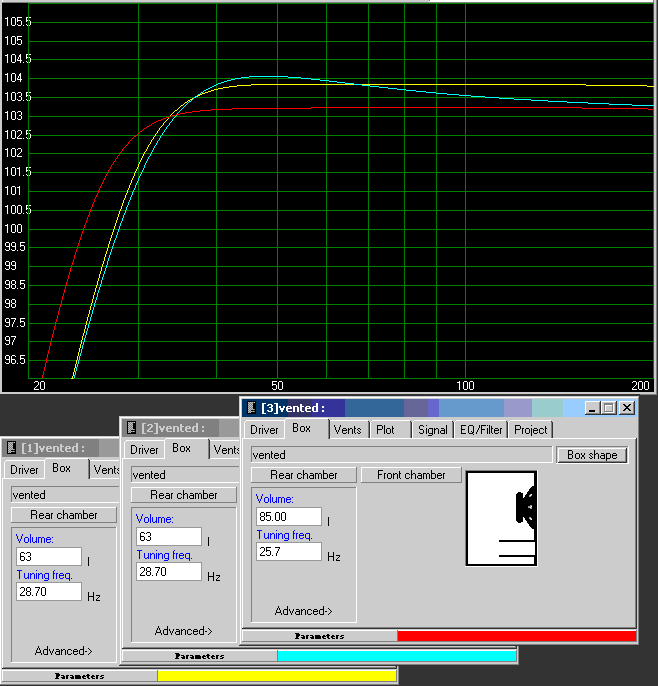 105.5
105
104.5
104
103.5
103
102.5
102
101.5
101
100.5
100
99.5
99
98.5
98
97.5
97
96.5
20 50 100 200
[3]vented :
Driver Box Vents Plot Signal EQ/Filter Project
vented Box shape
Rear chamber Front chamber
Volume:
85.00 l
Tuning freq.
25.7 Hz
Advanced->
Parameters
[2]vented :
Driver Box Vents
vented
Rear chamber
Volume:
63 l
Tuning freq.
28.70 Hz
Advanced->
Parameters
[1]vented :
Driver Box Vents
vented
Rear chamber
Volume:
63 l
Tuning freq.
28.70 Hz
Advanced->
Parameters